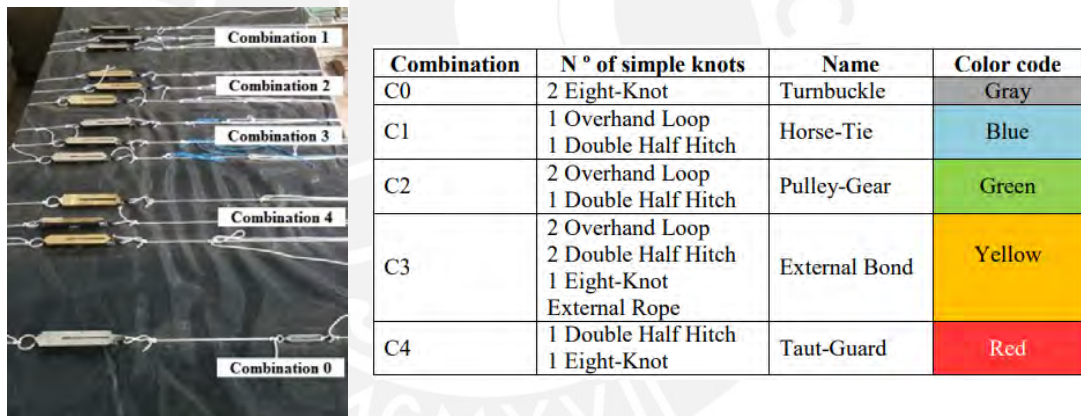 Combination 1
Combination 2
Combination 3
Combination 4
Combination 0
Combination N º of simple knots Name Color code
C0 2 Eight-Knot Turnbuckle Gray
C1 1 Overhand Loop
1 Double Half Hitch Horse-Tie Blue
C2 2 Overhand Loop
1 Double Half Hitch Pulley-Gear Green
C3 2 Overhand Loop
2 Double Half Hitch
1 Eight-Knot
External Rope External Bond Yellow
C4 1 Double Half Hitch
1 Eight-Knot Taut-Guard Red